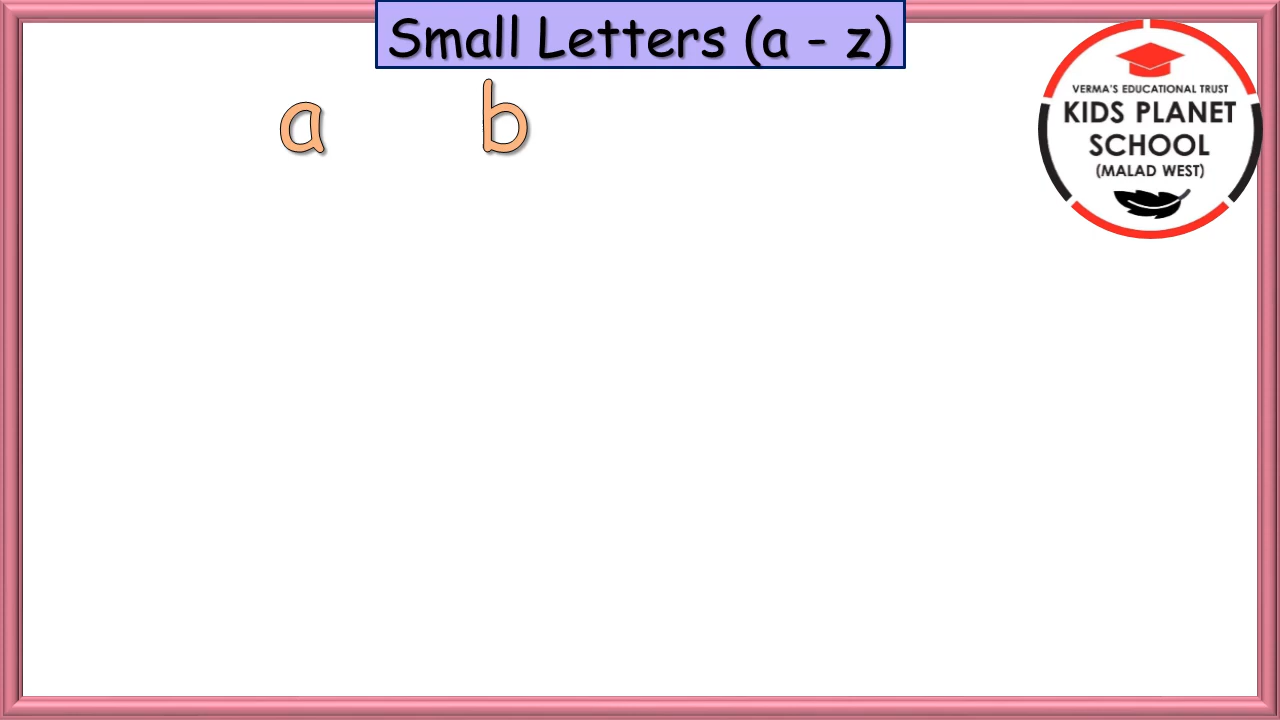 Small Letters (a - z)
a b
VERMA'S EDUCATIONAL TRUST
KIDS PLANET
SCHOOL
(MALAD WEST)